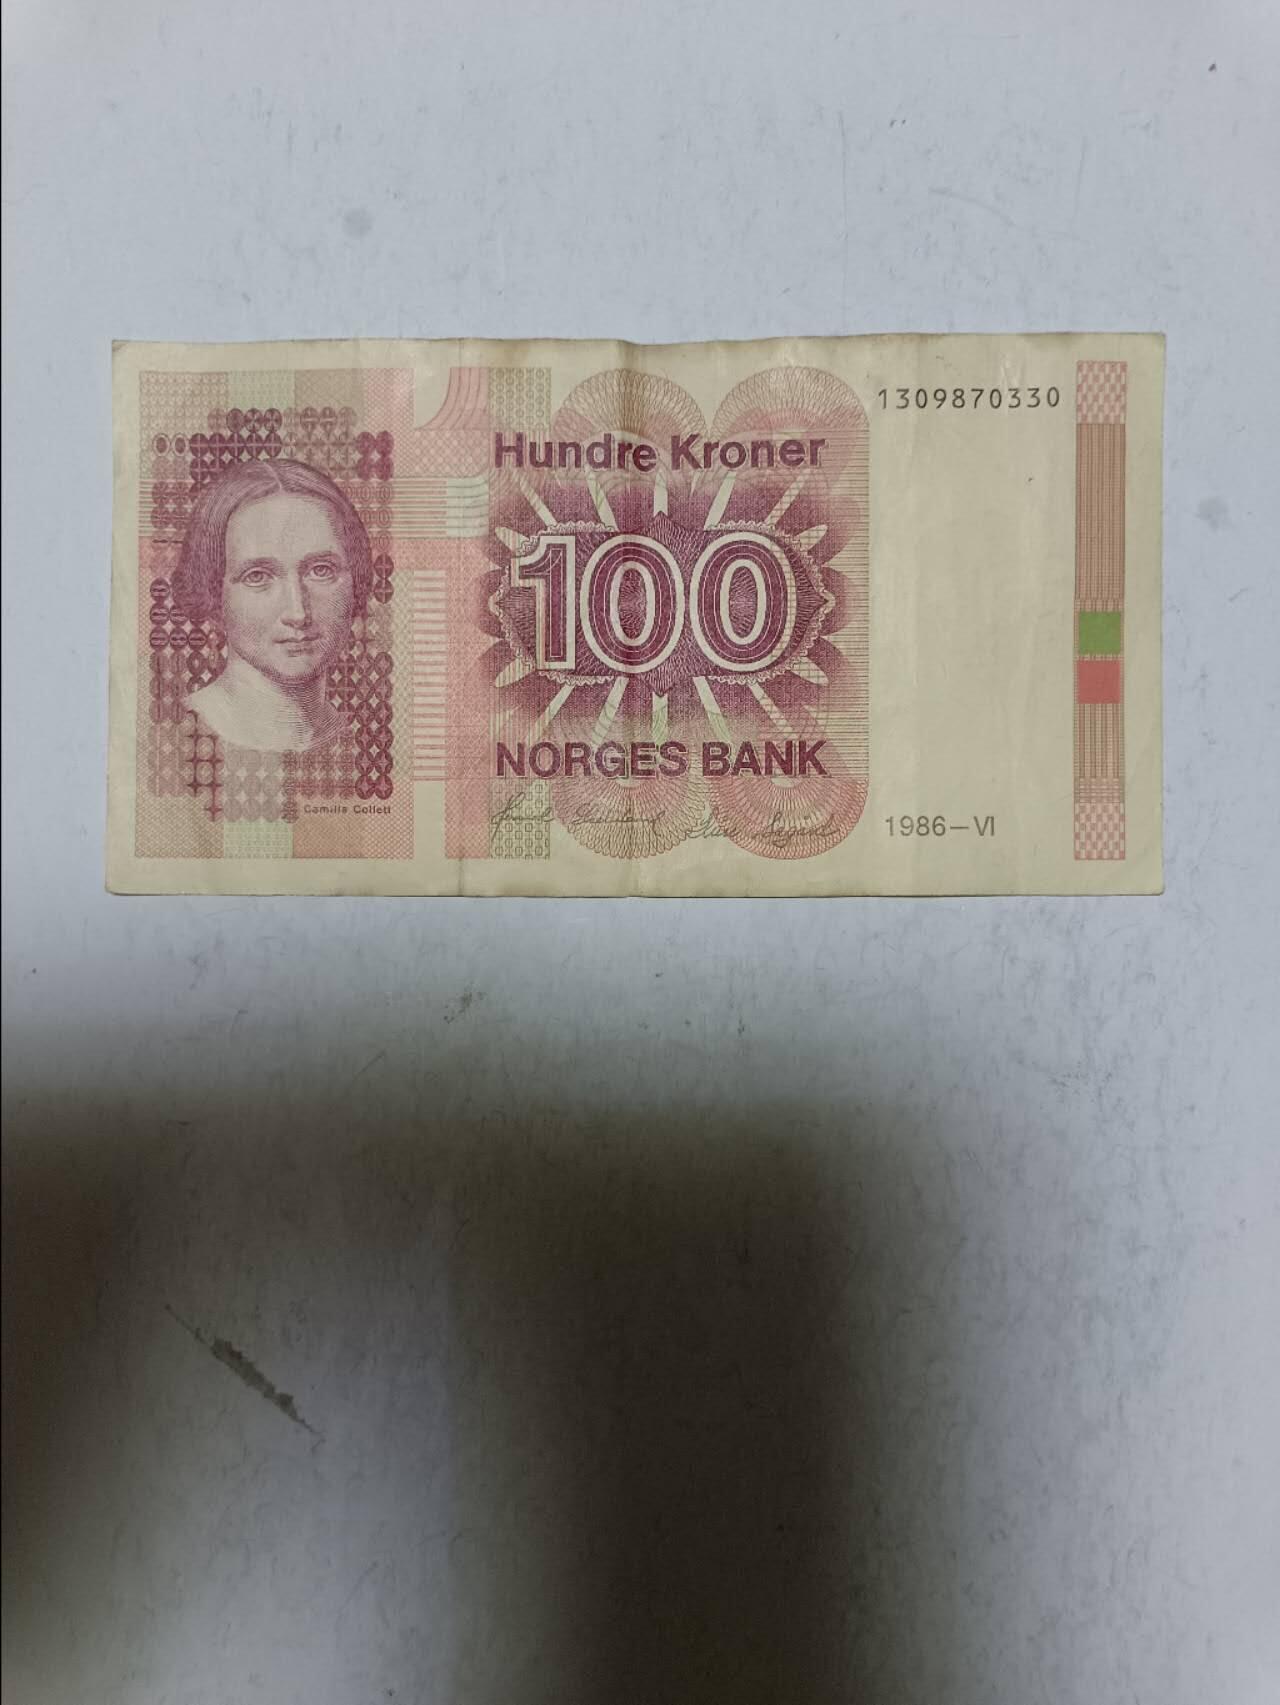 1309870330
Hundre Kroner
100
NORGES BANK
Camilla Collett
1986–VI